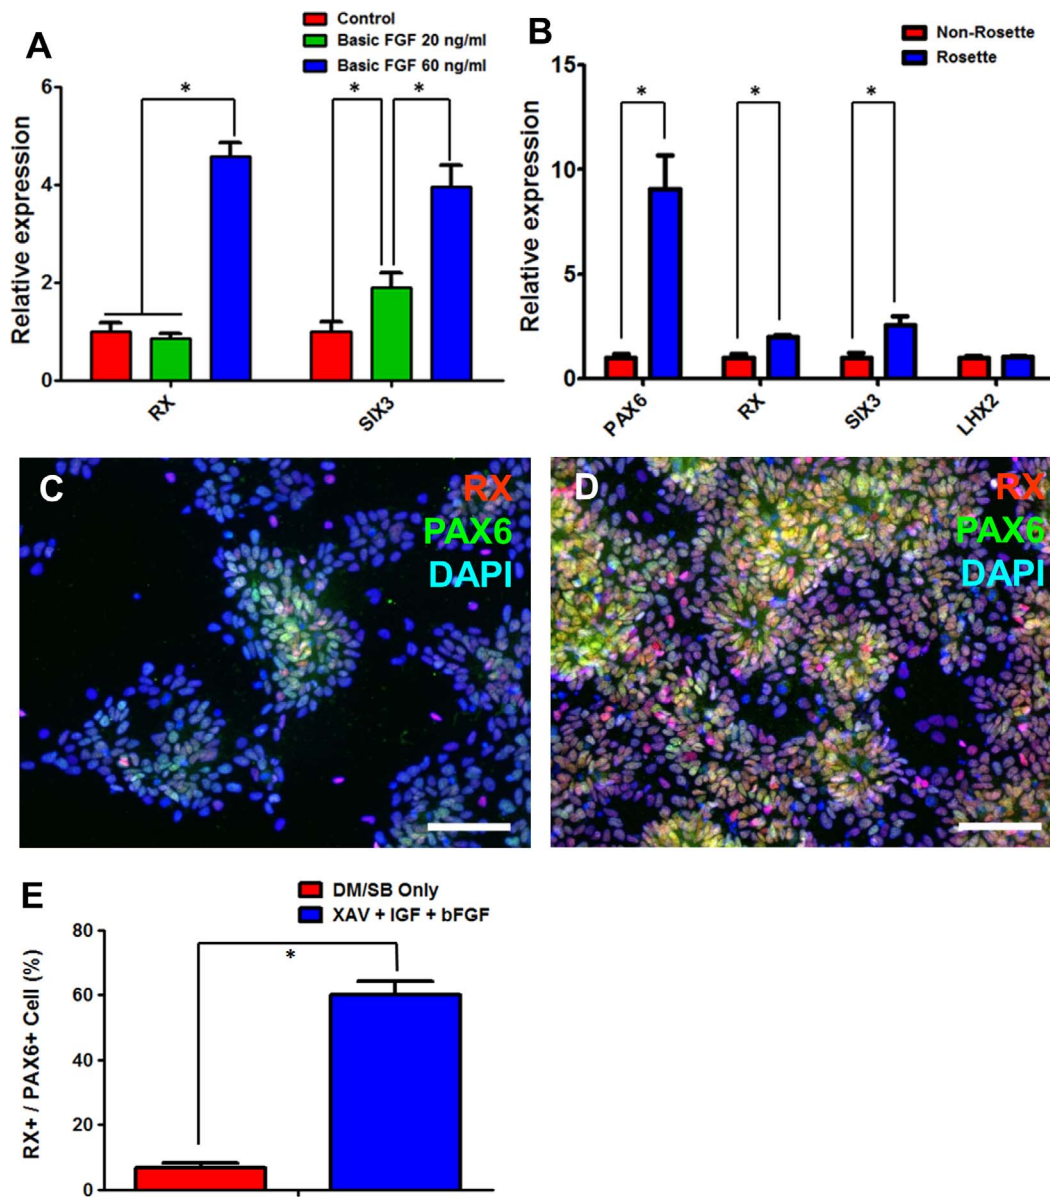 A
Control
Basic FGF 20 ng/ml
Basic FGF 60 ng/ml
Relative expression
6
4
2
0
*
*
*
RX
SIX3
B
Non-Rosette
Rosette
Relative expression
15
10
5
0
*
*
*
PAX6
RX
SIX3
LHX2
C
RX
PAX6
DAPI
D
RX
PAX6
DAPI
E
DM/SB Only
XAV + IGF + bFGF
RX+ / PAX6+ Cell (%)
80
60
40
20
0
*